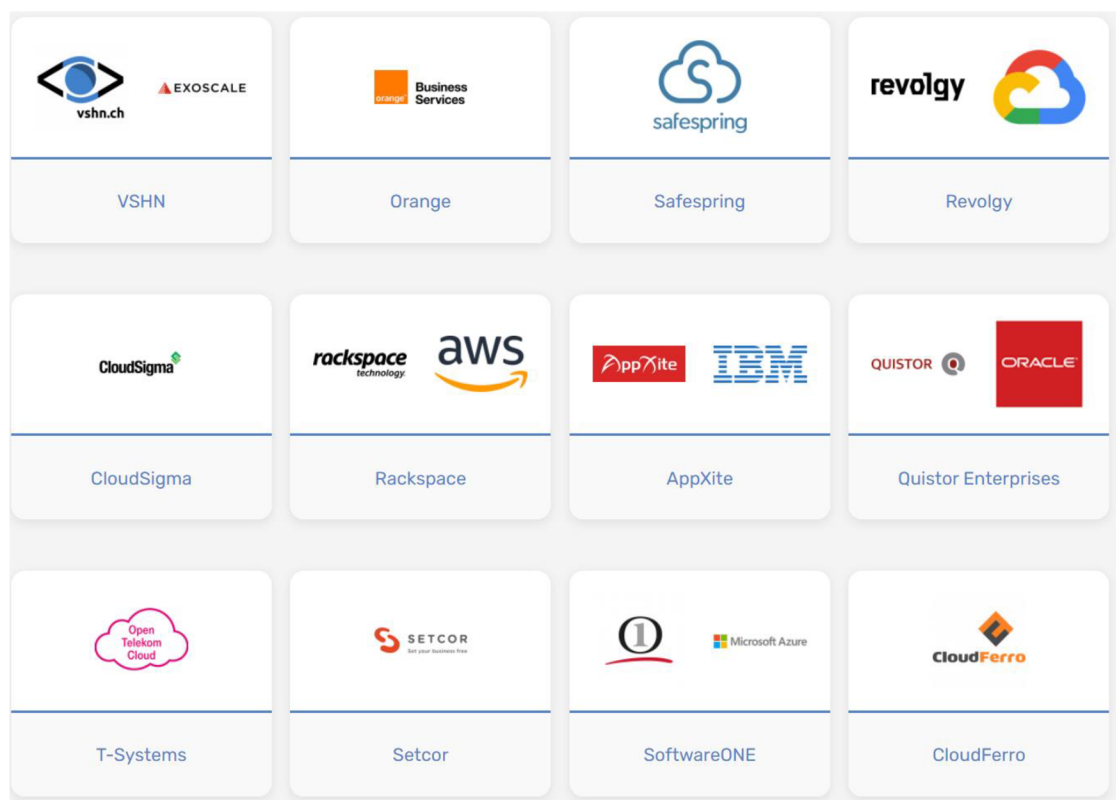 vshn.ch
EXOSCALE
VSHN
orange
Business
Services
Orange
safespring
Safespring
revolgy
Revolgy
CloudSigma
CloudSigma
rackspace
technology.
aws
Rackspace
AppXite
IBM
AppXite
QUISTOR
ORACLE
Quistor Enterprises
Open
Telekom
Cloud
T-Systems
SETCOR
Set your business free
Setcor
1
Microsoft Azure
SoftwareONE
CloudFerro
CloudFerro